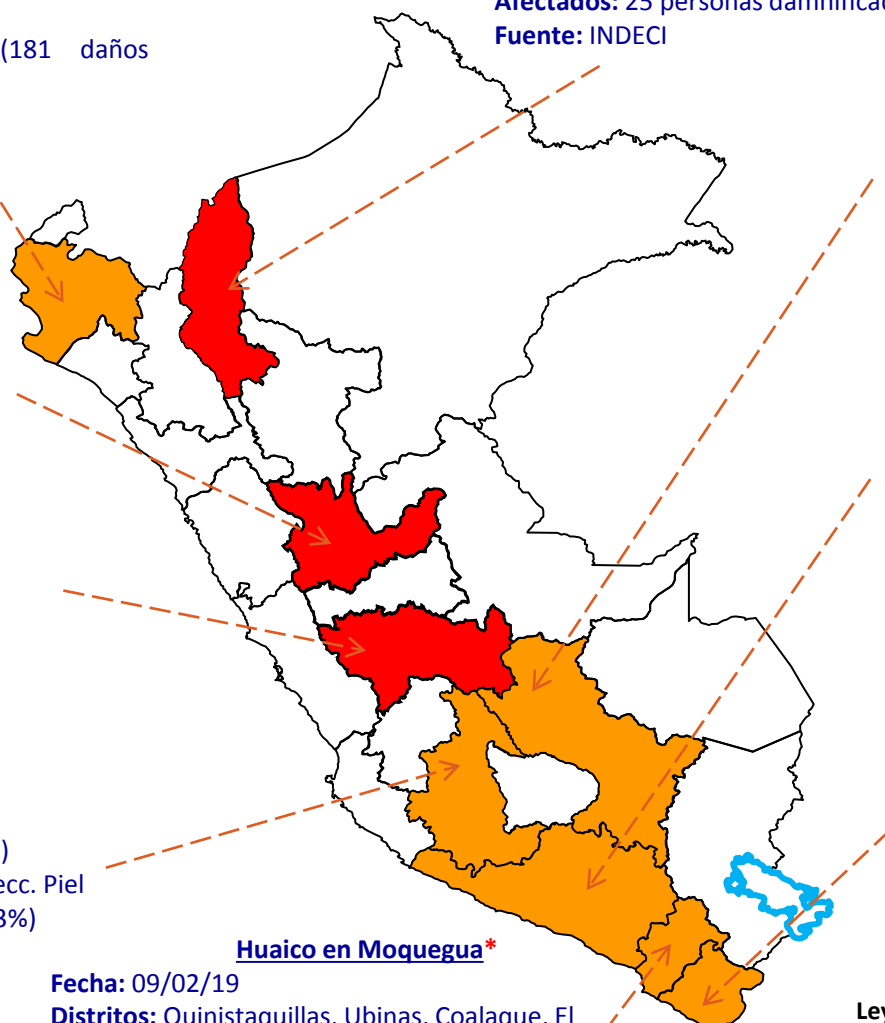 Afectados: 25 personas damnificad
Fuente: INDECI
(181 daños
)
ecc. Piel
3%)
Huaico en Moquegua*
Fecha: 09/02/19
Distritos: Quinistaquillas, Ubinas, Coalaque, El
Ley